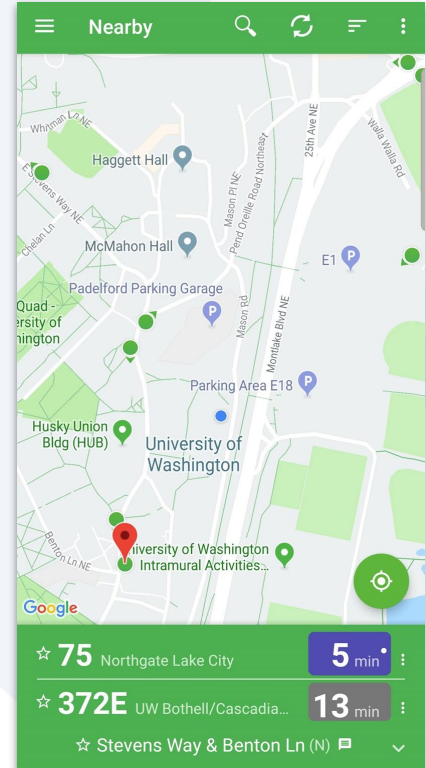 Nearby
Whitman Ln NE
25th Ave NE
Walla Walla Rd
Haggett Hall
E Stevens Way NE
Mason Pl NE
Pend Oreille Road Northeast
Chelan Ln
McMahon Hall
E1
P
Padelford Parking Garage
P
Quad -
ersity of
hington
Mason Rd
Montlake Blvd NE
Parking Area E18
P
Husky Union
Bldg (HUB)
University of
Washington
Benton Ln NE
niversity of Washington
Intramural Activities...
Google
75 Northgate Lake City 5 min
372E UW Bothell/Cascadia... 13 min
Stevens Way & Benton Ln (N)